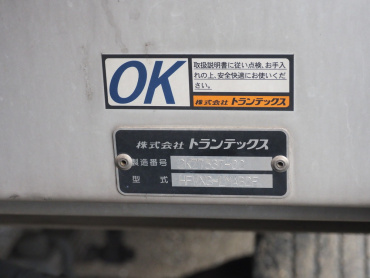 OK
取扱説明書に従い点検、お手入
れの上、安全快適にお使いくだ
さい。
株式会社 トランテックス
株式会社 トランテックス
製造番号
型式